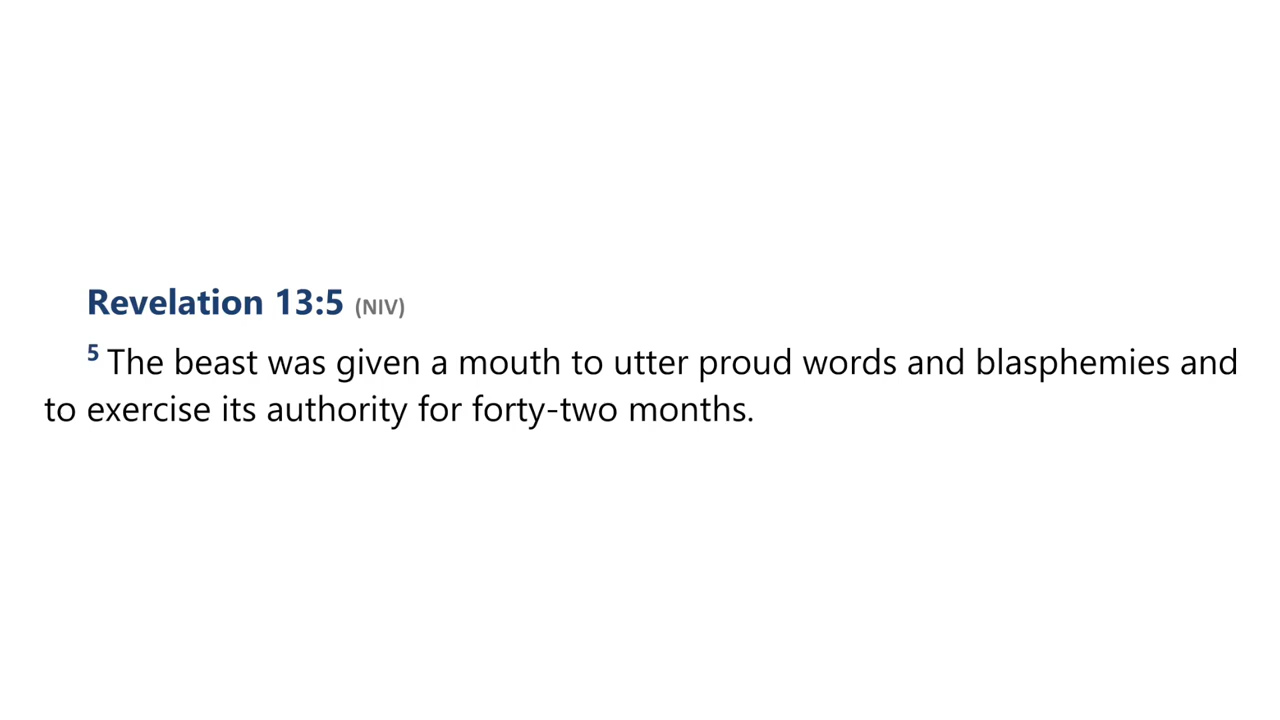 Revelation 13:5 (NIV)
5 The beast was given a mouth to utter proud words and blasphemies and
to exercise its authority for forty-two months.